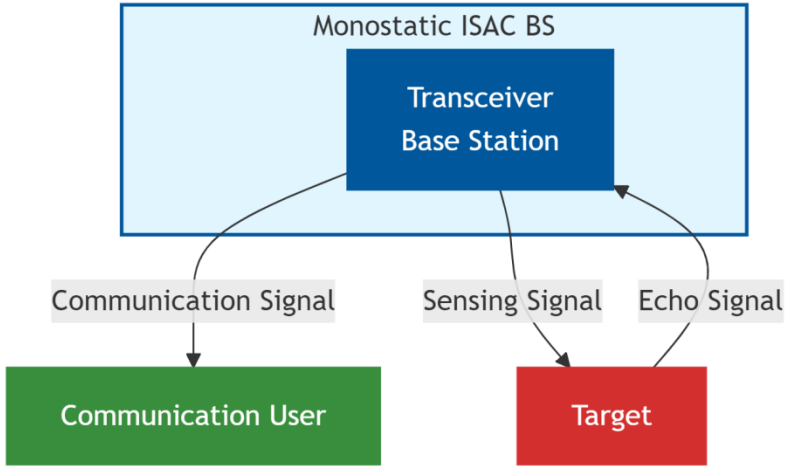 Monostatic ISAC BS
Transceiver
Base Station
Communication Signal
Sensing Signal
Echo Signal
Communication User
Target